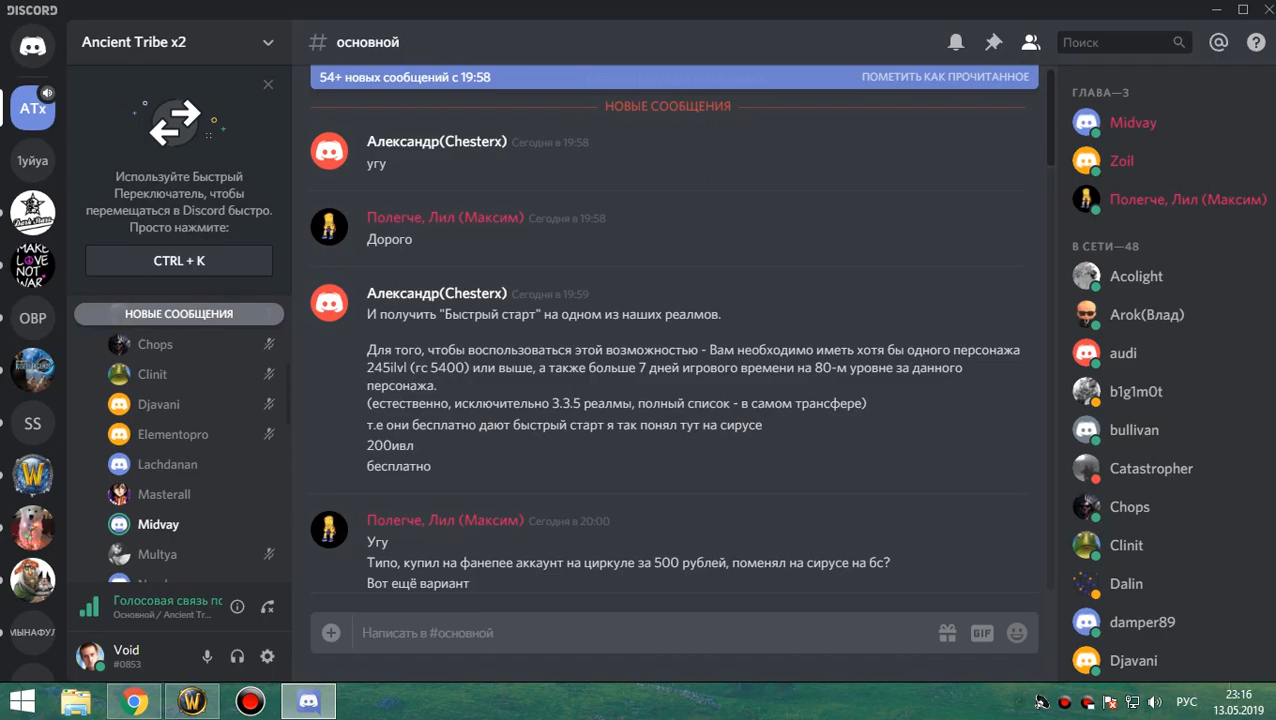 DISCORD
Ancient Tribe x2
ATx
1уйуа
MAKE LOVE NOT WAR
OBP
SS
МЫНАФУЛ
Используйте Быстрый
Переключатель, чтобы
перемещаться в Discord быстро.
Просто нажмите:
CTRL + K
НОВЫЕ СООБЩЕНИЯ
Chops
Clinit
Djavani
Elementopro
Lachdanan
Masterall
Midvay
Multya
Голосовая связь по
Основной / Ancient Tr...
Void
#0853
# основной
Поиск
54+ новых сообщений с 19:58
ПОМЕТИТЬ КАК ПРОЧИТАННОЕ
НОВЫЕ СООБЩЕНИЯ
Александр(Chesterx) Сегодня в 19:58
угу
Полегче, Лил (Максим) Сегодня в 19:58
Дорого
Александр(Chesterx) Сегодня в 19:59
И получить "Быстрый старт" на одном из наших реалмов.
Для того, чтобы воспользоваться этой возможностью - Вам необходимо иметь хотя бы одного персонажа
245ilvl (гс 5400) или выше, а также больше 7 дней игрового времени на 80-м уровне за данного
персонажа.
(естественно, исключительно 3.3.5 реалмы, полный список - в самом трансфере)
т.е они бесплатно дают быстрый старт я так понял тут на сирусе
200ивл
бесплатно
Полегче, Лил (Максим) Сегодня в 20:00
Угу
Типо, купил на фанепее аккаунт на циркуле за 500 рублей, поменял на сирусе на бс?
Вот ещё вариант
Написать в #основной
GIF
ГЛАВА—3
Midvay
Zoil
Полегче, Лил (Максим)
В СЕТИ—48
Acolight
Arok(Влад)
audi
b1g1m0t
bullivan
Catastropher
Chops
Clinit
Dalin
damper89
Djavani
РУС
23:16
13.05.2019